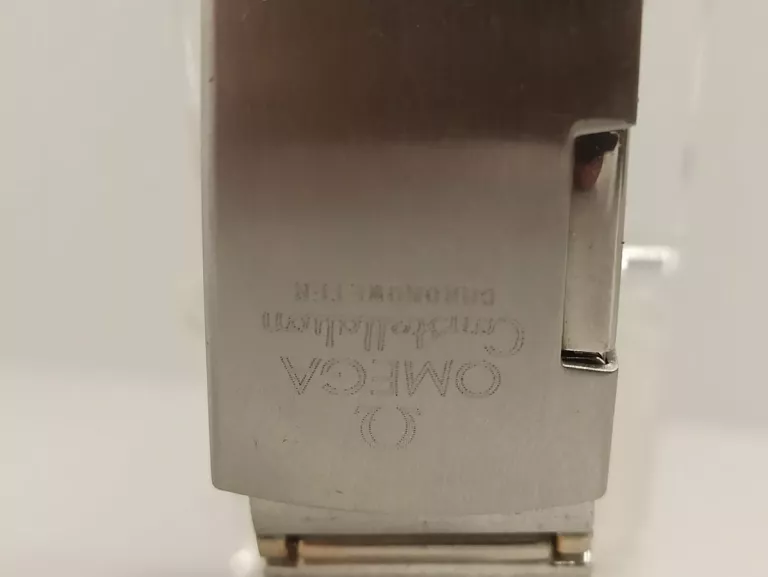 Ω
OMEGA
Constellation
CHRONOMETER